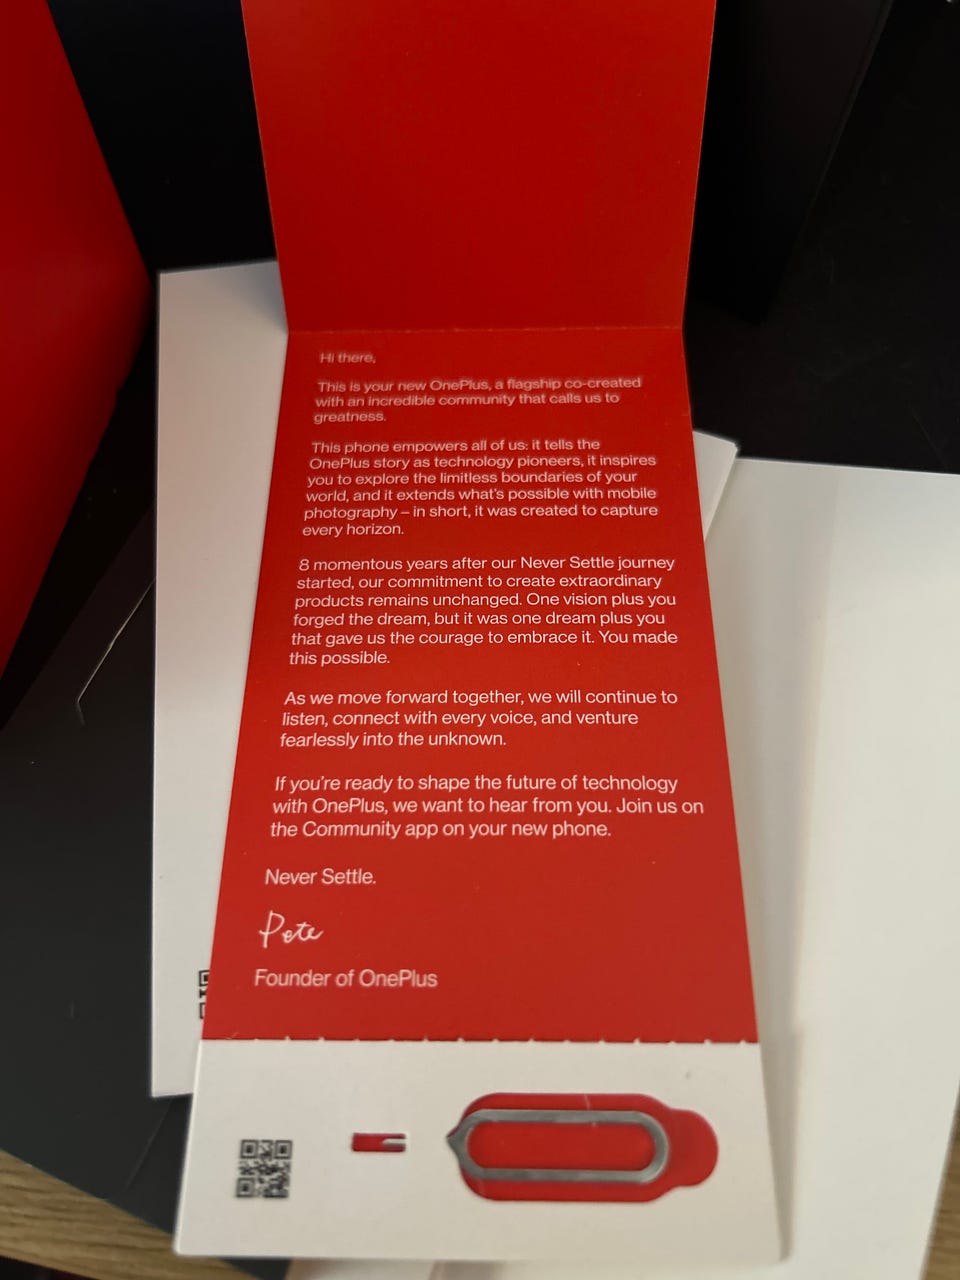 Hi there,
This is your new OnePlus, a flagship co-created
with an incredible community that calls us to
greatness.
This phone empowers all of us: it tells the
OnePlus story as technology pioneers, it inspires
you to explore the limitless boundaries of your
world, and it extends what's possible with mobile
photography – in short, it was created to capture
every horizon.
8 momentous years after our Never Settle journey
started, our commitment to create extraordinary
products remains unchanged. One vision plus you
forged the dream, but it was one dream plus you
that gave us the courage to embrace it. You made
this possible.
As we move forward together, we will continue to
listen, connect with every voice, and venture
fearlessly into the unknown.
If you're ready to shape the future of technology
with OnePlus, we want to hear from you. Join us on
the Community app on your new phone.
Never Settle.
Pete
Founder of OnePlus